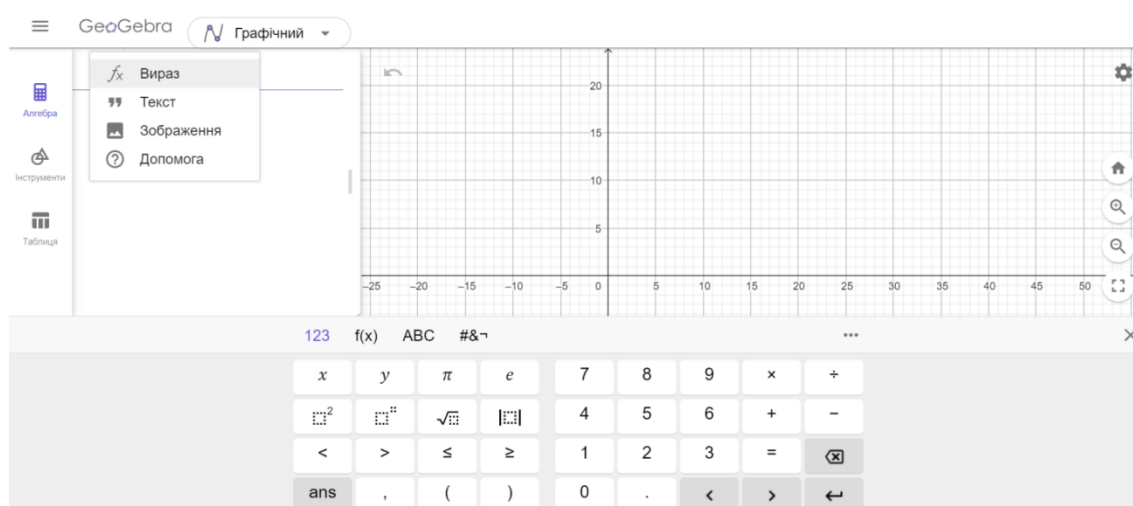 GeoGebra Графічний
Вираз
Текст
Зображення
Допомога
Алгебра
Інструменти
Таблиця
20
15
10
5
-25 -20 -15 -10 -5 0 5 10 15 20 25 30 35 40 45 50
123 f(x) ABC #&¬ •••
x y π e 7 8 9 × ÷
2 4 5 6 + −
< > ≤ ≥ 1 2 3 =
ans , ( ) 0 . < >